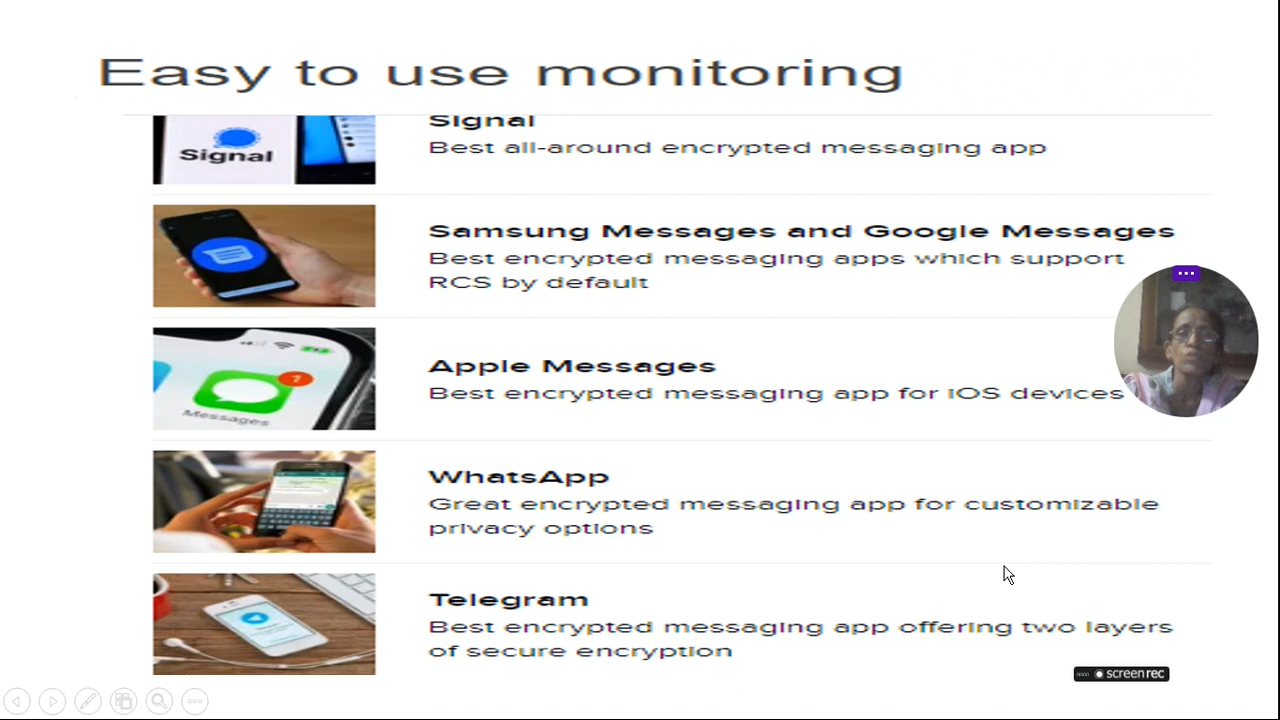 Easy to use monitoring
Signal
Signal
Best all-around encrypted messaging app
Samsung Messages and Google Messages
Best encrypted messaging apps which support
RCS by default
1
Messages
Apple Messages
Best encrypted messaging app for iOS devices
WhatsApp
Great encrypted messaging app for customizable
privacy options
Telegram
Best encrypted messaging app offering two layers
of secure encryption
screenrec